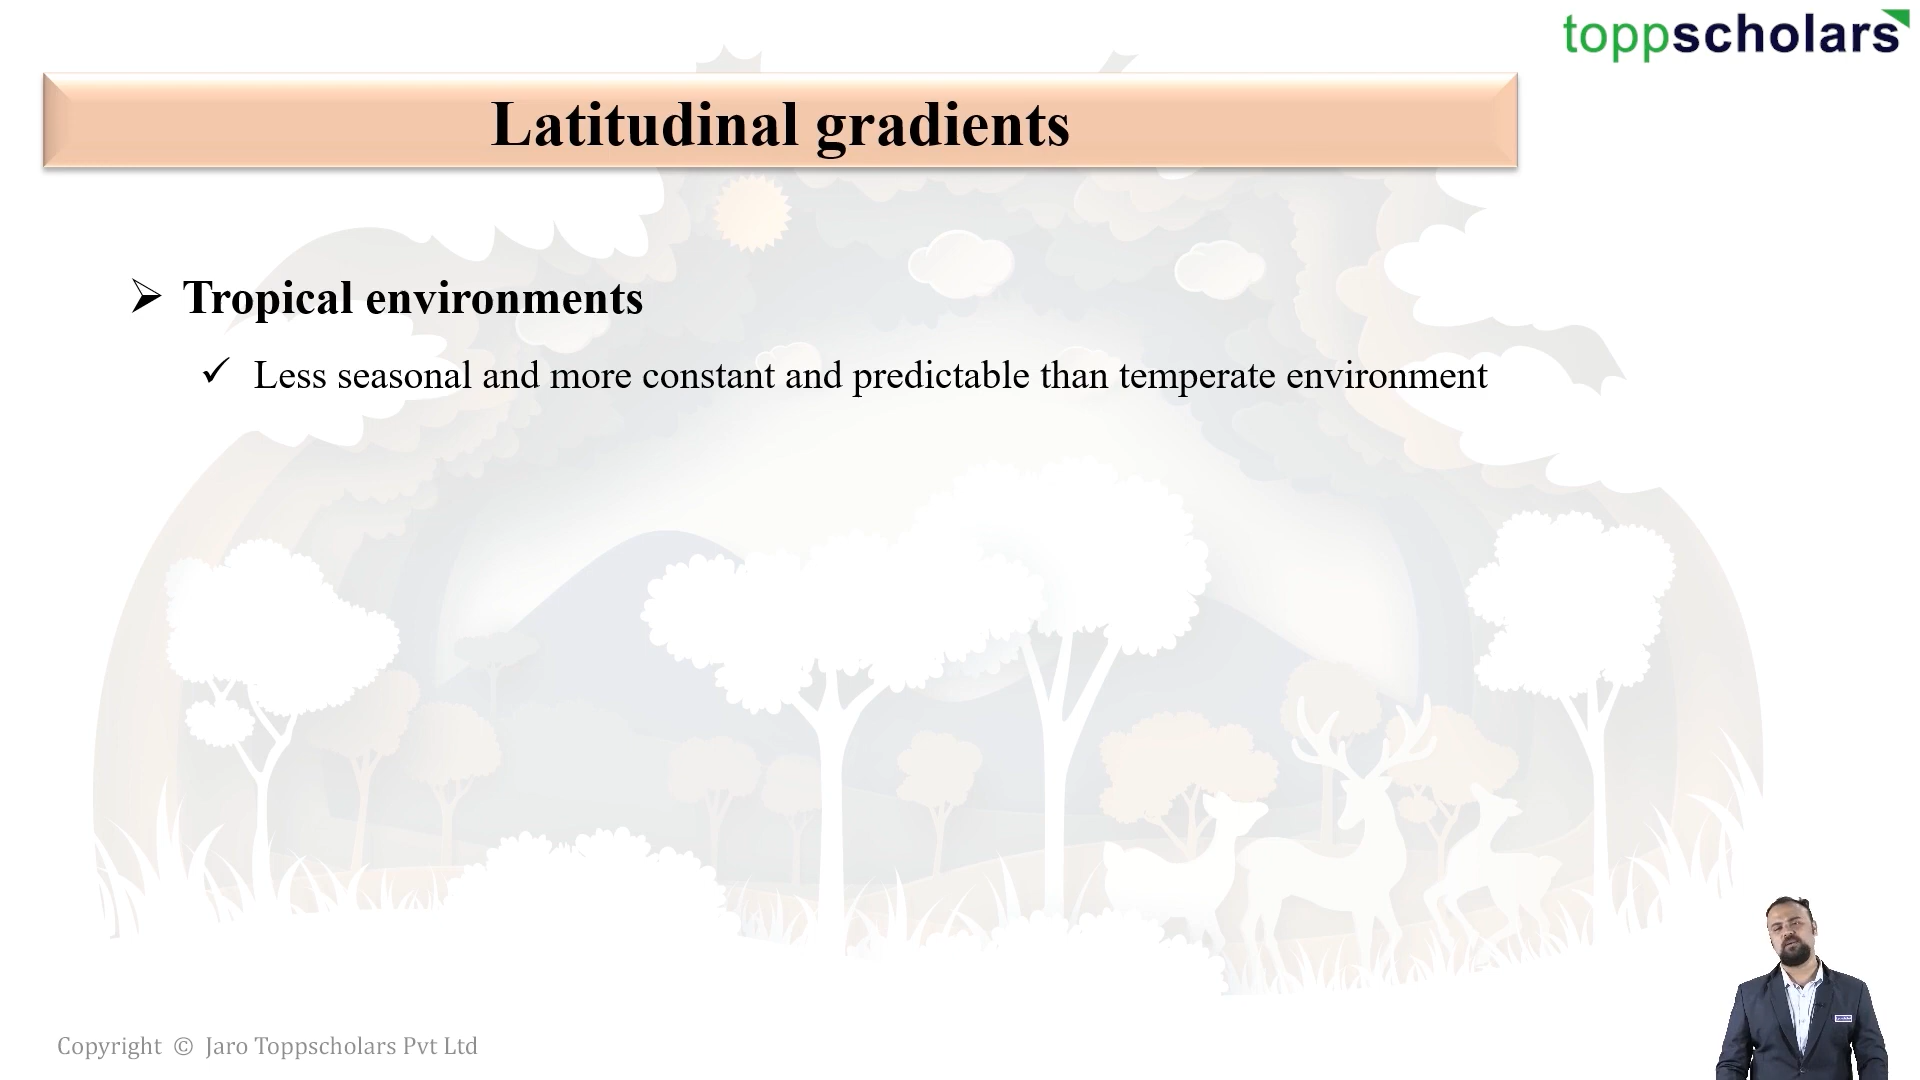 toppscholars
Latitudinal gradients
➢ Tropical environments
✓ Less seasonal and more constant and predictable than temperate environment
Copyright © Jaro Toppscholars Pvt Ltd